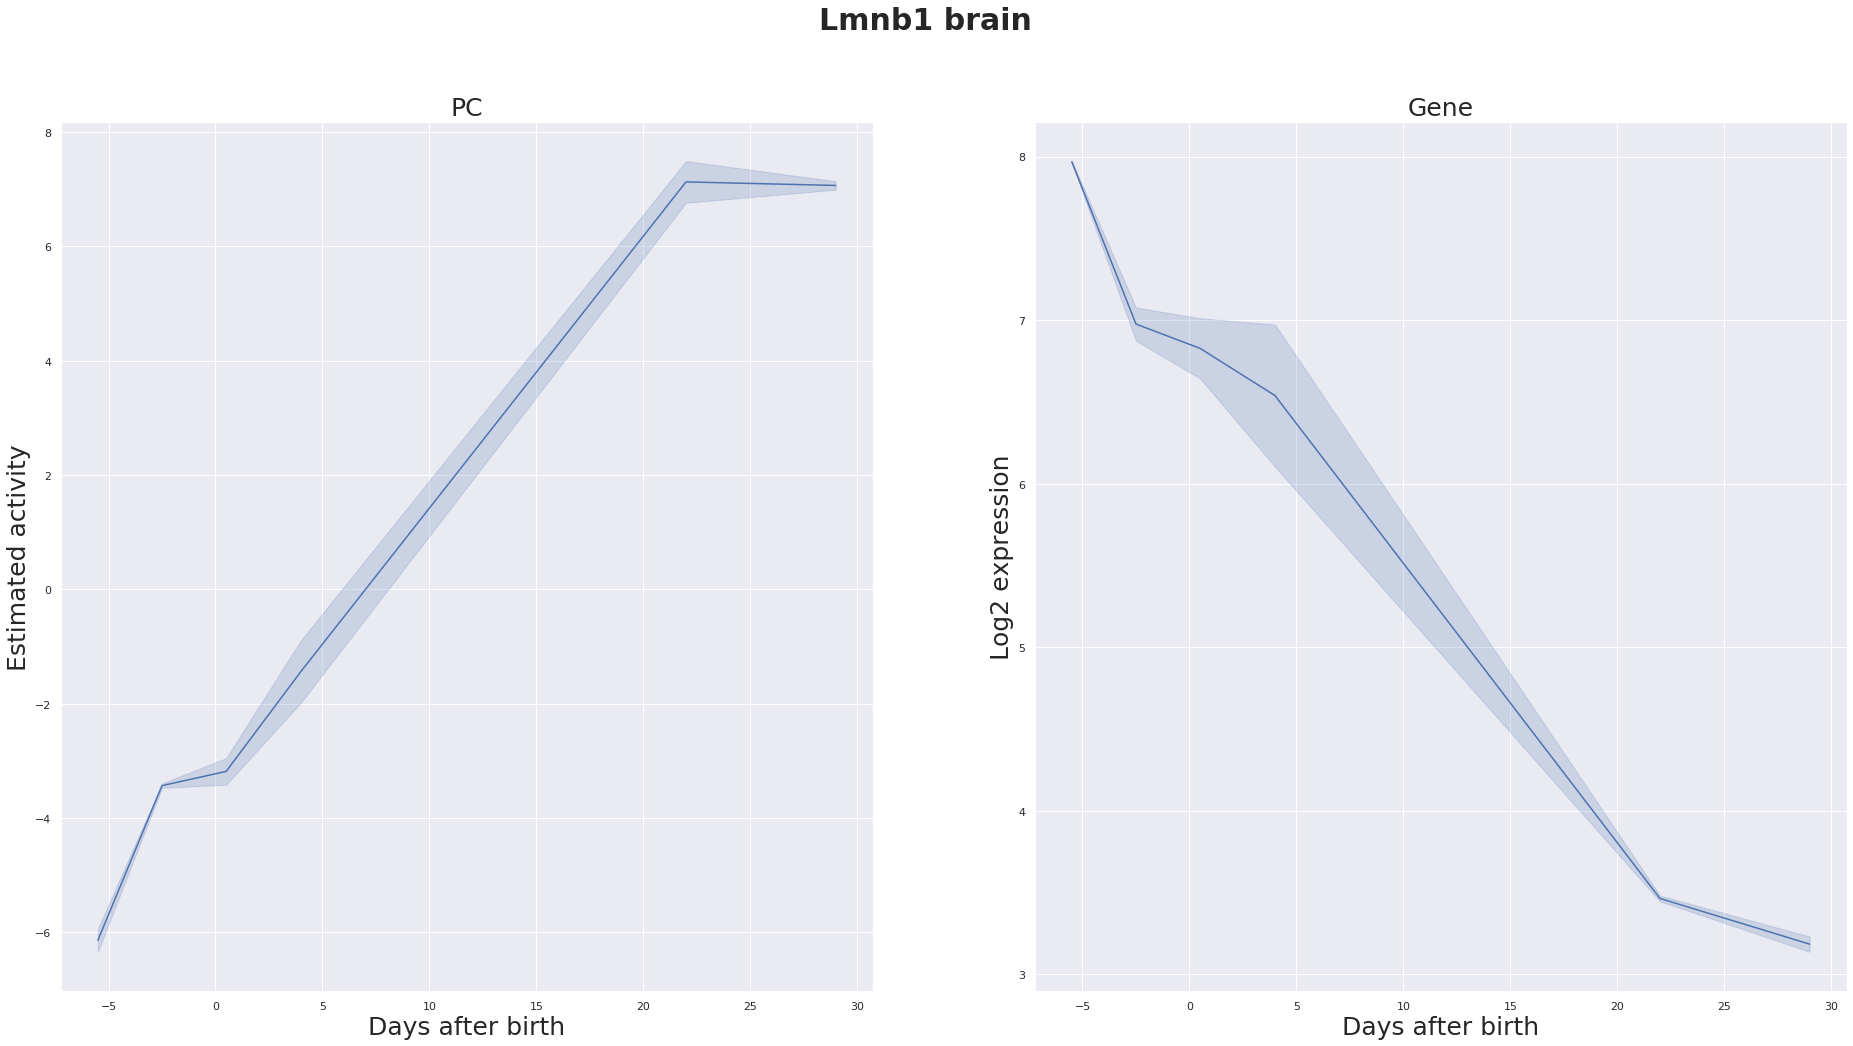 Lmnb1 brain
PC
8
6
4
2
0
−2
−4
−6
Estimated activity
−5 0 5 10 15 20 25 30
Days after birth
Gene
8
7
6
5
4
3
Log2 expression
−5 0 5 10 15 20 25 30
Days after birth